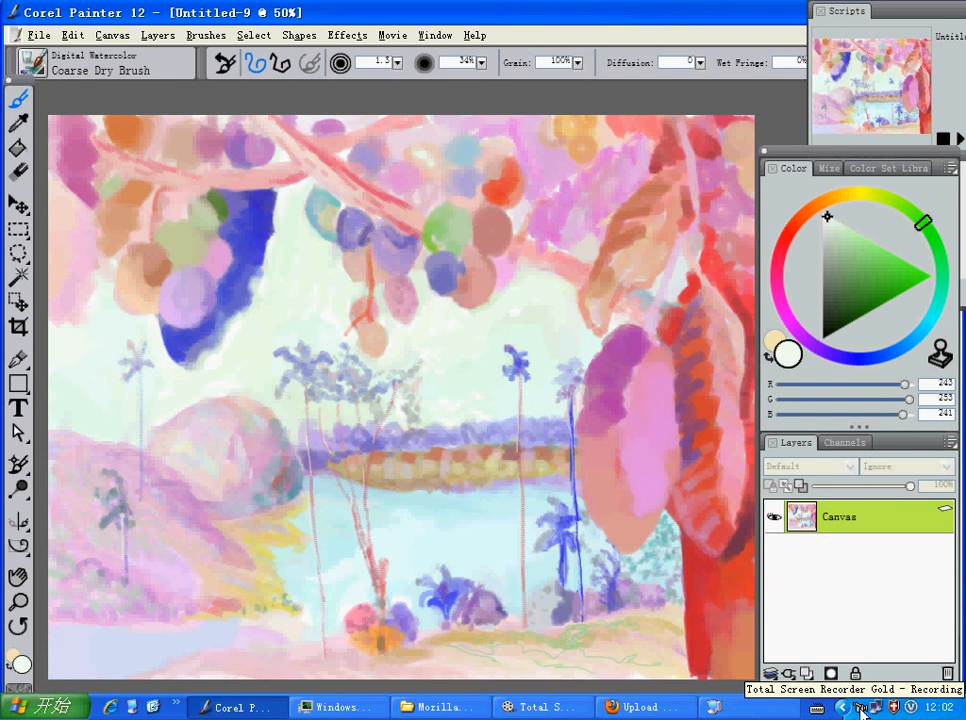 Corel Painter 12 - [Untitled-9 @ 50%]
File Edit Canvas Layers Brushes Select Shapes Effects Movie Window Help
Digital Watercolor
Coarse Dry Brush
1.3
34%
Grain: 100%
Diffusion: 0
Wet Fringe: 0%
Scripts
Untitle
Color Mixe Color Set Libra
R 243
G 253
B 241
Layers Channels
Default Ignore
100%
Canvas
T
Total Screen Recorder Gold - Recording
开始
Corel P...
Windows...
Mozilla...
Total S...
Upload ...
12:02